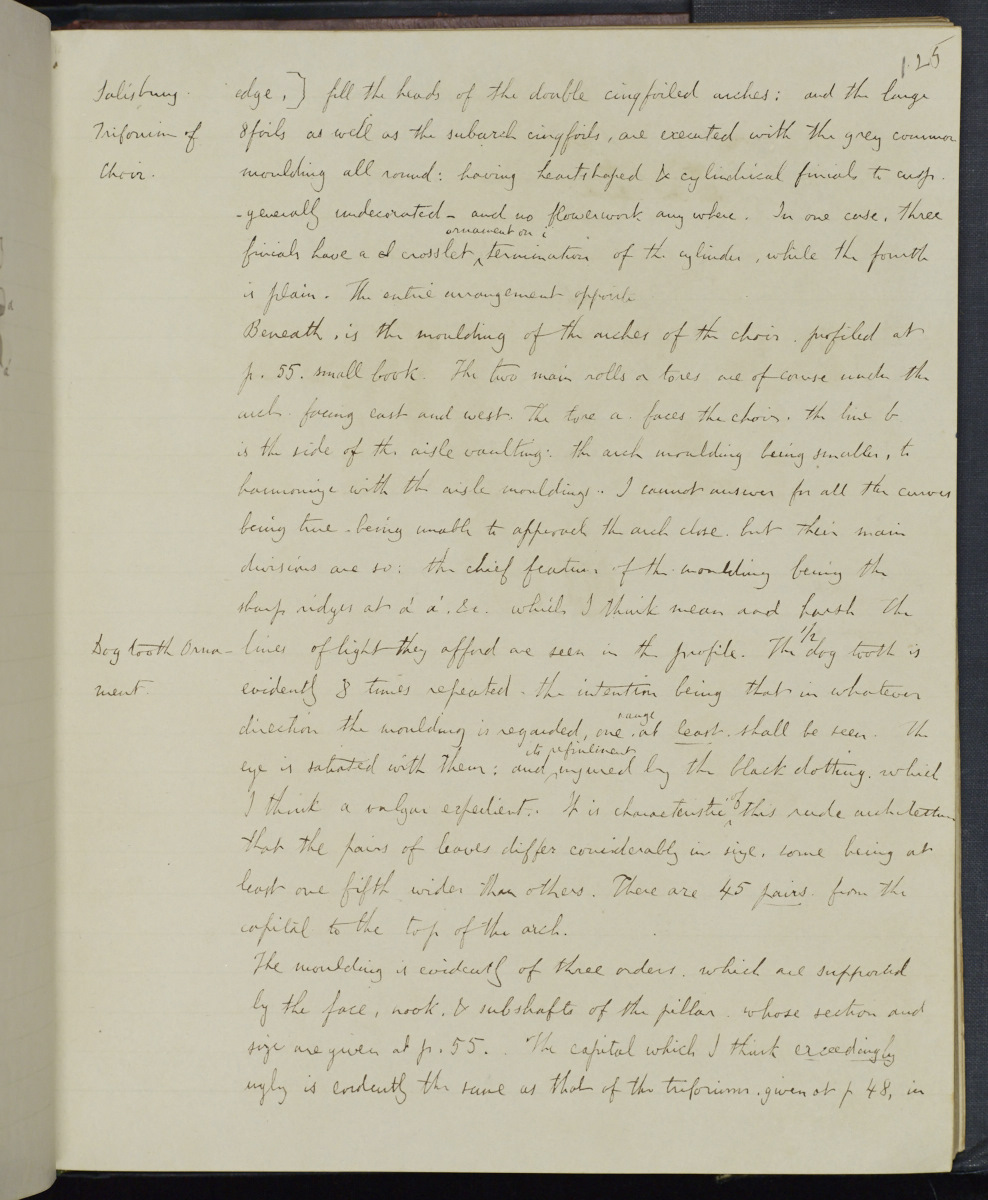 125
Salisbury.
Triforium of
Choir.
edge,] fill the heads of the double cinqfoiled arches: and the large
8foils as well as the subarch cinqfoils, are executed with the grey common
moulding all round: having heartshaped & cylindrical finials to cusp.
-generally undecorated - and no flowerwork any where. In one case, three
ornament on
finials have a crosslet termination of the cylinder, while the fourth
is plain. The entire arrangement opposite
Beneath, is the moulding of the arches of the choir. profiled at
p. 55. small book. The two main rolls or tores are of course under the
arch. facing east and west. The tore a. faces the choir. the line b
is the side of the aisle vaulting: the arch moulding being smaller, to
harmonize with the aisle mouldings. I cannot answer for all the curves
being true - being unable to approach the arch close. but their main
divisions are so: the chief feature of the moulding being the
sharp ridges at a' a'. &c. which I think mean and harsh the
Dog tooth Orna-
ment.
lines of light they afford are seen in the profile. The 1/2 dog tooth is
evidently 8 times repeated - the intention being that in whatever
range
direction the moulding is regarded, one at least shall be seen. The
its refinement
eye is satiated with them: and injured by the black dotting. which
I think a vulgar expedient. It is characteristic of this rude architecture
that the pairs of leaves differ considerably in size, some being at
least one fifth wider than others. There are 45 pairs from the
capital to the top of the arch.
The moulding is evidently of three orders. which are supported
by the face, nook, & subshafts of the pillar. whose section and
size are given at p. 55. The capital which I think exceedingly
ugly is evidently the same as that of the triforium. given at p 48, in